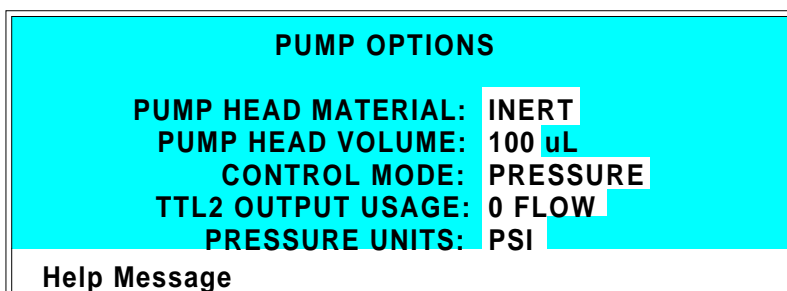 PUMP OPTIONS
PUMP HEAD MATERIAL: INERT
PUMP HEAD VOLUME: 100 uL
CONTROL MODE: PRESSURE
TTL2 OUTPUT USAGE: 0 FLOW
PRESSURE UNITS: PSI
Help Message